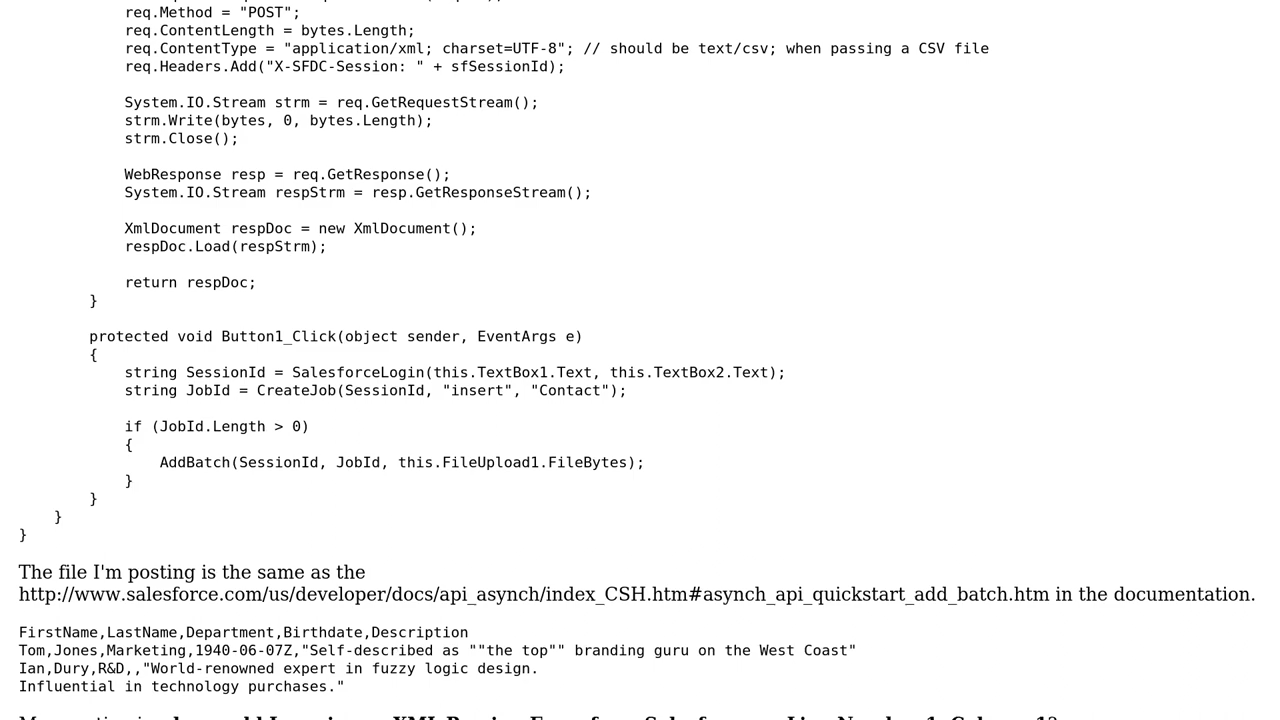 req.Method = "POST";
req.ContentLength = bytes.Length;
req.ContentType = "application/xml; charset=UTF-8"; // should be text/csv; when passing a CSV file
req.Headers.Add("X-SFDC-Session: " + sfSessionId);
System.IO.Stream strm = req.GetRequestStream();
strm.Write(bytes, 0, bytes.Length);
strm.Close();
WebResponse resp = req.GetResponse();
System.IO.Stream respStrm = resp.GetResponseStream();
XmlDocument respDoc = new XmlDocument();
respDoc.Load(respStrm);
return respDoc;
}
protected void Button1_Click(object sender, EventArgs e)
{
string SessionId = SalesforceLogin(this.TextBox1.Text, this.TextBox2.Text);
string JobId = CreateJob(SessionId, "insert", "Contact");
if (JobId.Length > 0)
{
AddBatch(SessionId, JobId, this.FileUpload1.FileBytes);
}
}
}
}
The file I'm posting is the same as the
http://www.salesforce.com/us/developer/docs/api_asynch/index_CSH.htm#asynch_api_quickstart_add_batch.htm in the documentation.
FirstName,LastName,Department,Birthdate,Description
Tom,Jones,Marketing,1940-06-07Z,"Self-described as ""the top"" branding guru on the West Coast"
Ian,Dury,R&D,,"World-renowned expert in fuzzy logic design.
Influential in technology purchases."